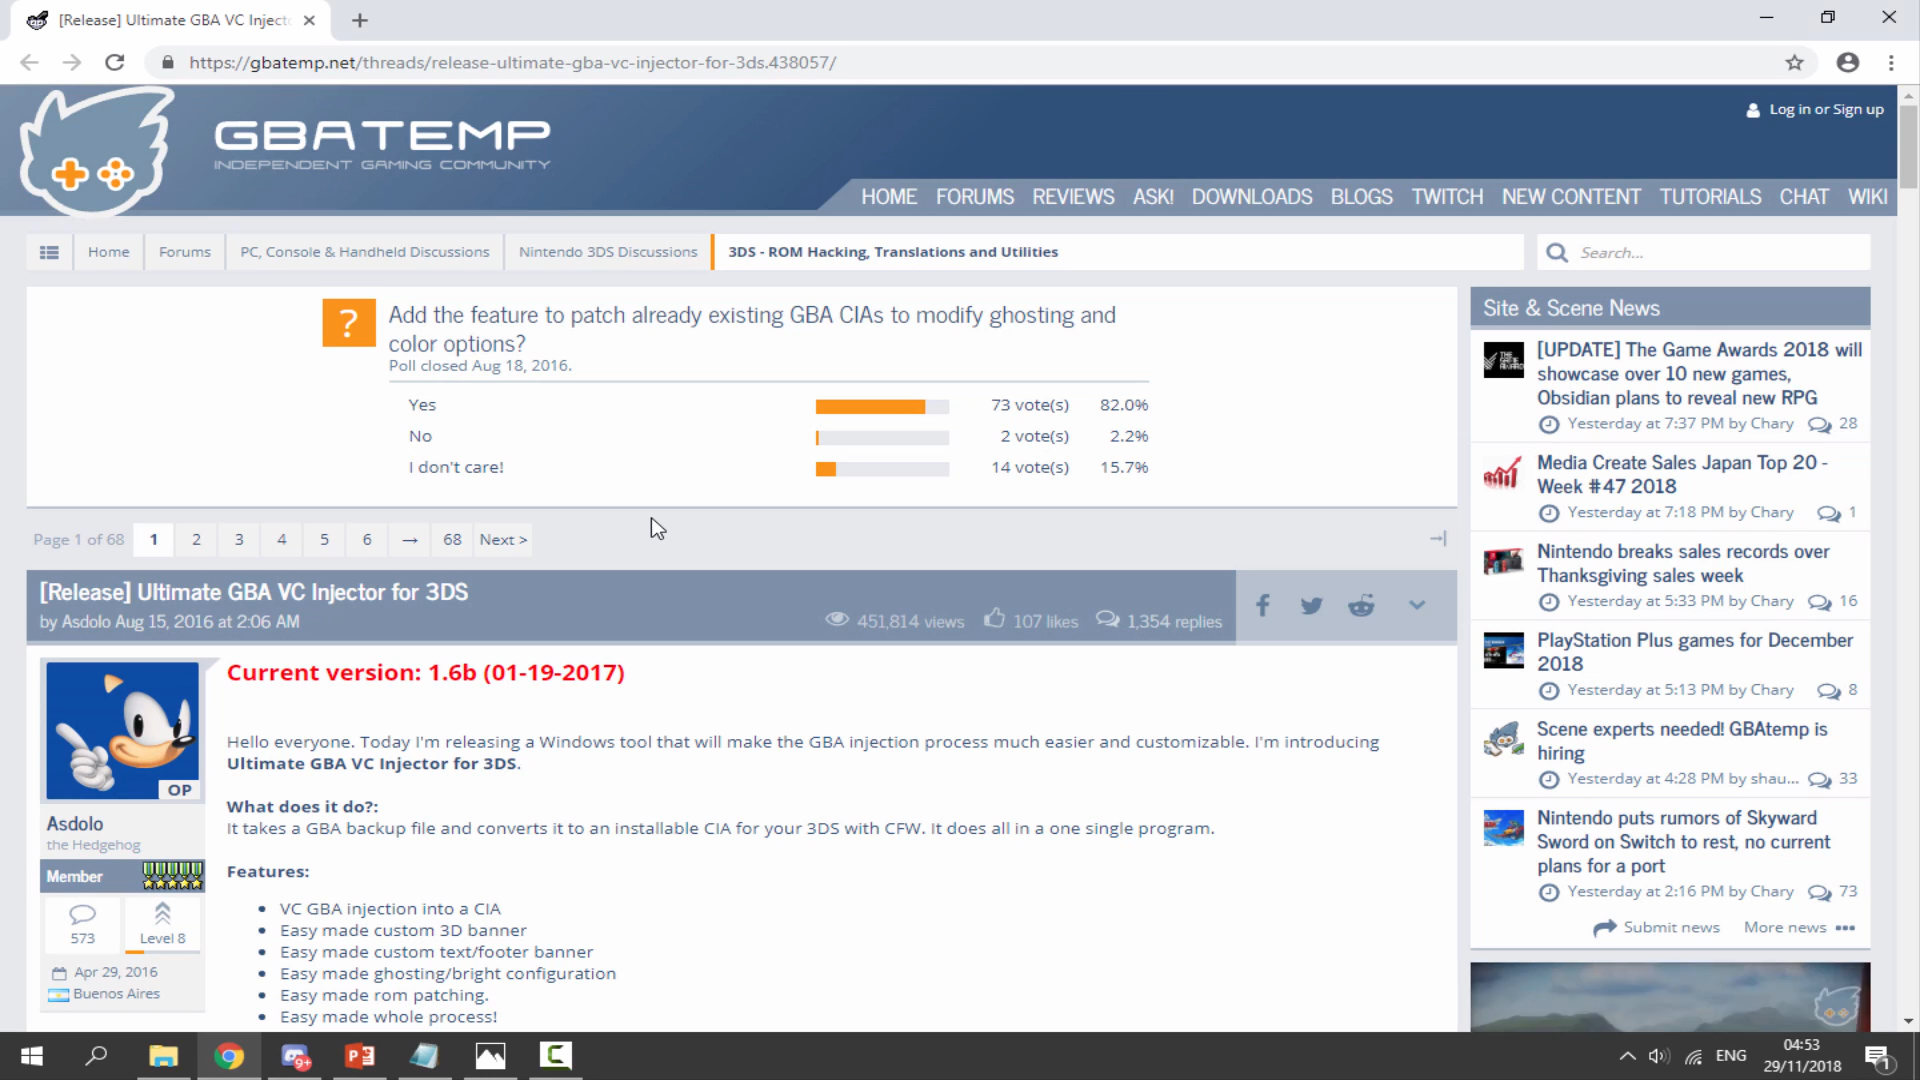 [Release] Ultimate GBA VC Inject
https://gbatemp.net/threads/release-ultimate-gba-vc-injector-for-3ds.438057/
Log in or Sign up
GBATEMP
INDEPENDENT GAMING COMMUNITY
HOME FORUMS REVIEWS ASK! DOWNLOADS BLOGS TWITCH NEW CONTENT TUTORIALS CHAT WIKI
Home Forums PC, Console & Handheld Discussions Nintendo 3DS Discussions 3DS - ROM Hacking, Translations and Utilities
Search...
?
Add the feature to patch already existing GBA CIAs to modify ghosting and
color options?
Poll closed Aug 18, 2016.
Yes 73 vote(s) 82.0%
No 2 vote(s) 2.2%
I don't care! 14 vote(s) 15.7%
Page 1 of 68 1 2 3 4 5 6 → 68 Next >
[Release] Ultimate GBA VC Injector for 3DS
by Asdolo Aug 15, 2016 at 2:06 AM
451,814 views 107 likes 1,354 replies
OP
Asdolo
the Hedgehog
Member
573 Level 8
Apr 29, 2016
Buenos Aires
Current version: 1.6b (01-19-2017)
Hello everyone. Today I'm releasing a Windows tool that will make the GBA injection process much easier and customizable. I'm introducing
Ultimate GBA VC Injector for 3DS.
What does it do?:
It takes a GBA backup file and converts it to an installable CIA for your 3DS with CFW. It does all in a one single program.
Features:
• VC GBA injection into a CIA
• Easy made custom 3D banner
• Easy made custom text/footer banner
• Easy made ghosting/bright configuration
• Easy made rom patching.
• Easy made whole process!
Site & Scene News
[UPDATE] The Game Awards 2018 will
showcase over 10 new games,
Obsidian plans to reveal new RPG
Yesterday at 7:37 PM by Chary 28
Media Create Sales Japan Top 20 -
Week #47 2018
Yesterday at 7:18 PM by Chary 1
Nintendo breaks sales records over
Thanksgiving sales week
Yesterday at 5:33 PM by Chary 16
PlayStation Plus games for December
2018
Yesterday at 5:13 PM by Chary 8
Scene experts needed! GBAtemp is
hiring
Yesterday at 4:28 PM by shau... 33
Nintendo puts rumors of Skyward
Sword on Switch to rest, no current
plans for a port
Yesterday at 2:16 PM by Chary 73
Submit news More news
9+
ENG
04:53
29/11/2018
1